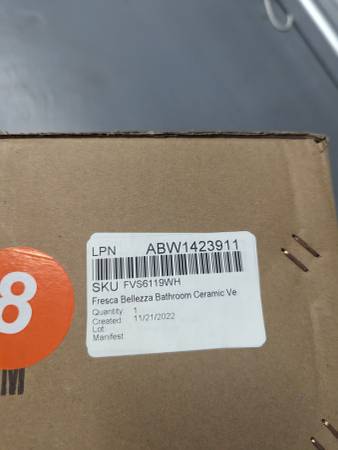 LPN ABW1423911
SKU FVS6119WH
Fresca Bellezza Bathroom Ceramic Ve
Quantity 1
Created: 11/21/2022
Lot:
Manifest
8
M